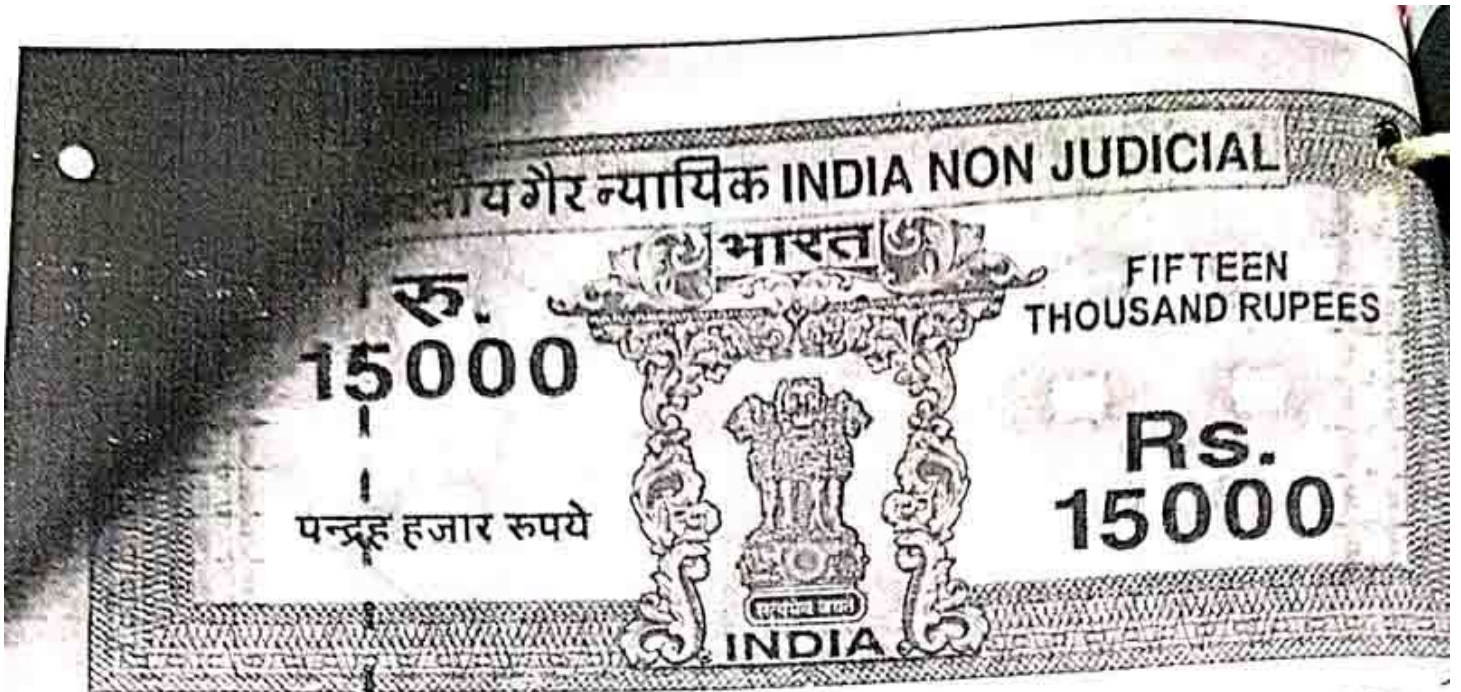 गैर न्यायिक INDIA NON JUDICIAL
भारत
रु.
15000
पन्द्रह हजार रुपये
FIFTEEN
THOUSAND RUPEES
Rs.
15000
सत्यमेव जयते
INDIA